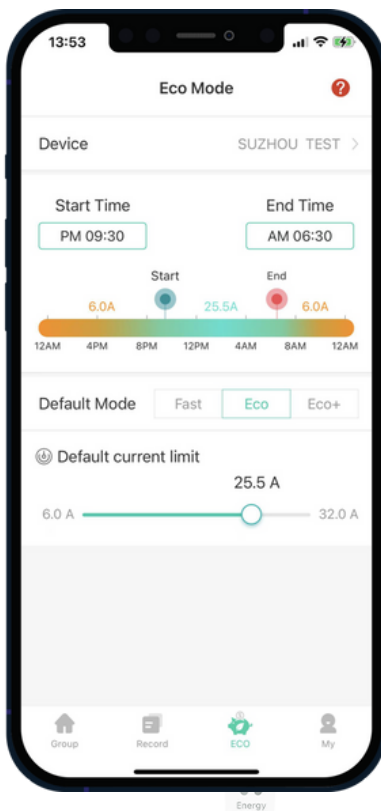 13:53
Eco Mode ?
Device SUZHOU TEST >
Start Time End Time
PM 09:30 AM 06:30
Start End
6.0A 25.5A 6.0A
12AM 4PM 8PM 12PM 4AM 8AM 12AM
Default Mode Fast Eco Eco+
Default current limit
25.5 A
6.0 A 32.0 A
Group Record ECO My
Energy